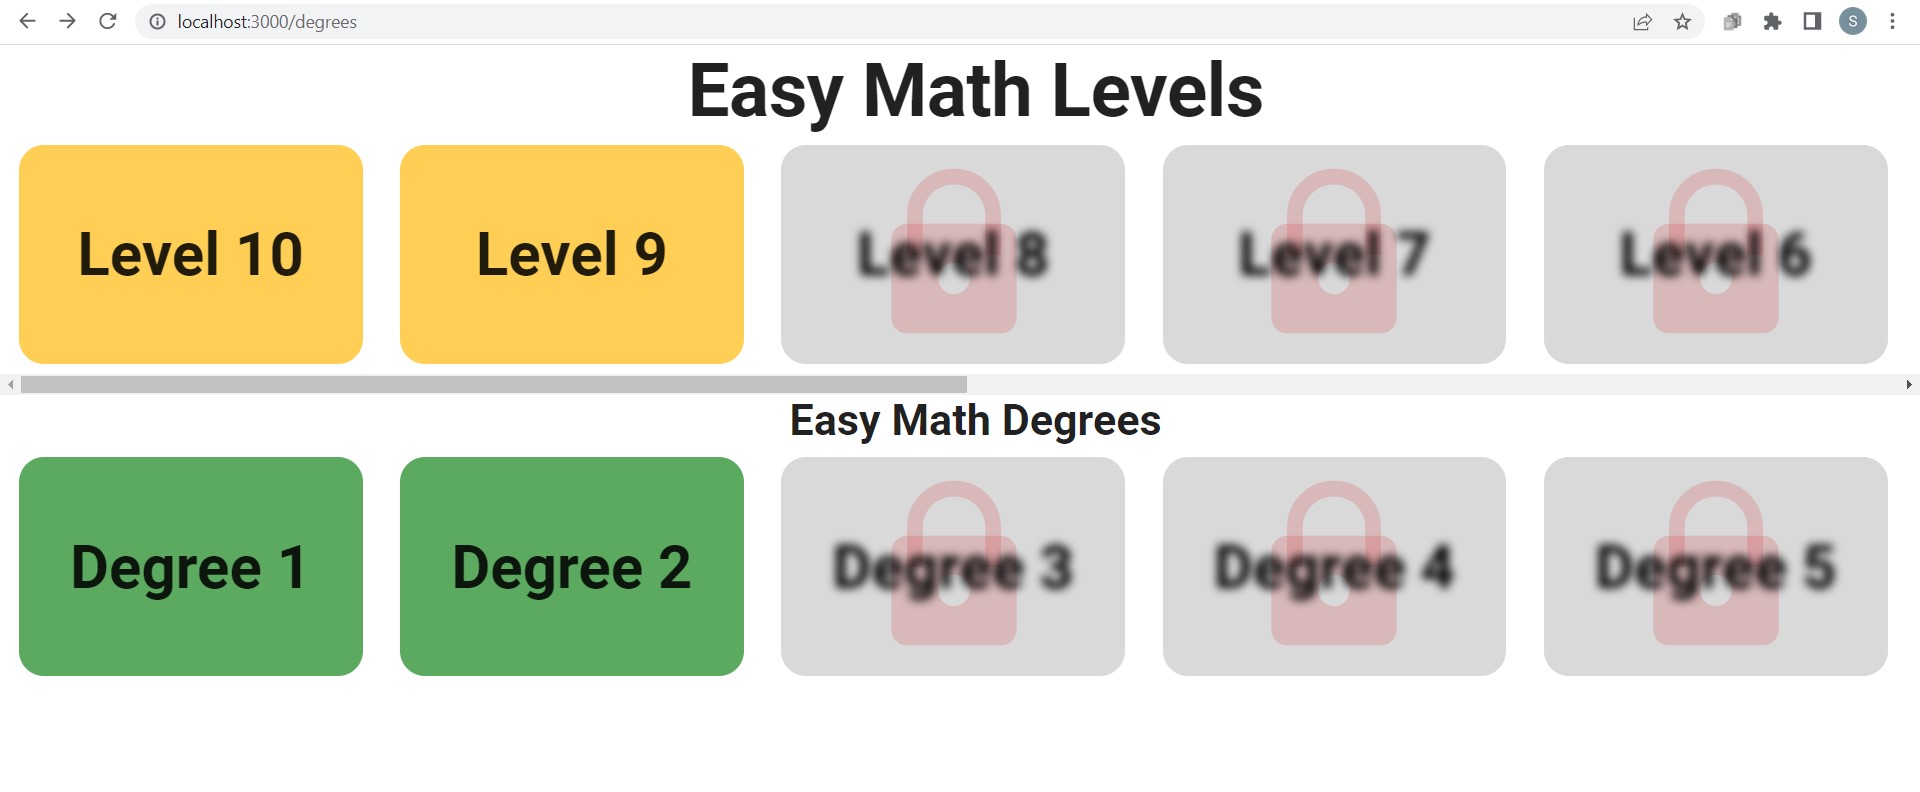 localhost:3000/degrees
S
Easy Math Levels
Level 10 Level 9 Level 8 Level 7 Level 6
Easy Math Degrees
Degree 1 Degree 2 Degree 3 Degree 4 Degree 5